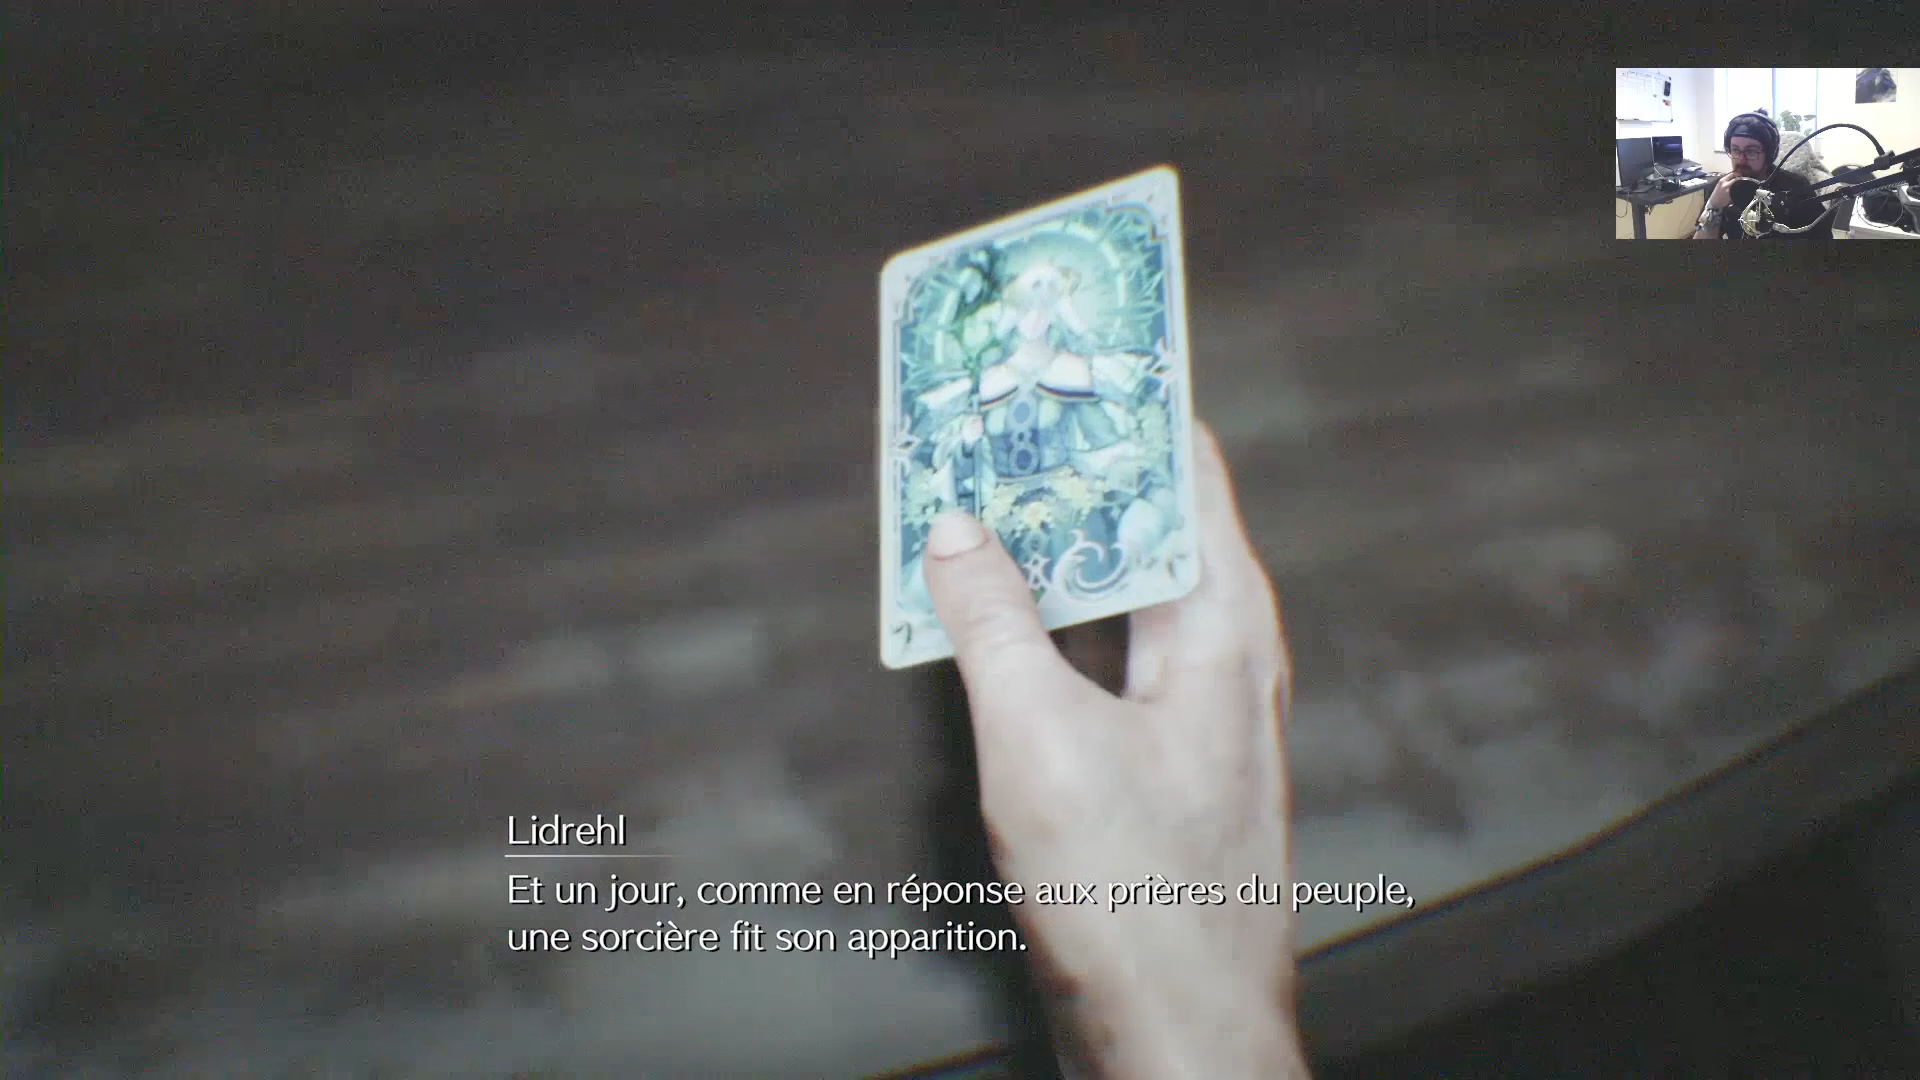 Lidrehl
Et un jour, comme en réponse aux prières du peuple,
une sorcière fit son apparition.